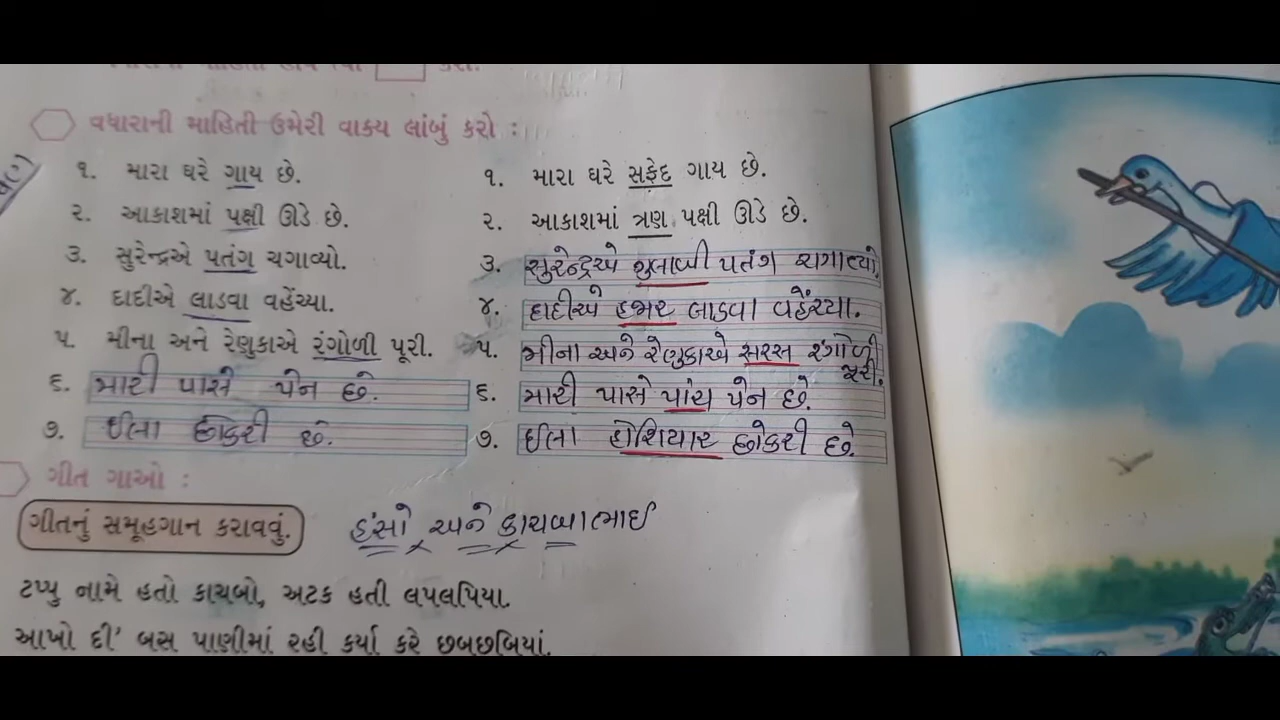 વધારાની માહિતી ઉમેરી વાક્ય લાંબું કરો :
૧. મારા ઘરે ગાય છે.
૧. મારા ઘરે સફેદ ગાય છે.
૨. આકાશમાં પક્ષી ઊડે છે.
૨. આકાશમાં ત્રણ પક્ષી ઊડે છે.
૩. સુરેન્દ્રએ પતંગ ચગાવ્યો.
૩. સુરેન્દ્રએ ગુલાબી પતંગ ચગાવ્યો.
૪. દાદીએ લાડવા વહેંચ્યા.
૪. દાદીએ હજાર લાડવા વહેંચ્યા.
૫. મીના અને રેણુકાએ રંગોળી પૂરી.
૫. મીના અને રેણુકાએ સરસ રંગોળી પૂરી.
૬. મારી પાસે પેન છે.
૬. મારી પાસે પાંચ પેન છે.
૭. ઈલા છોકરી છે.
૭. ઈલા હોશિયાર છોકરી છે.
ગીત ગાઓ :
ગીતનું સમૂહગાન કરાવવું.
હંસો અને કાચબાભાઈ
ટપ્પુ નામે હતો કાચબો, અટક હતી લપલપિયા.
આખો દી' બસ પાણીમાં રહી કર્યા કરે છબછબિયાં.